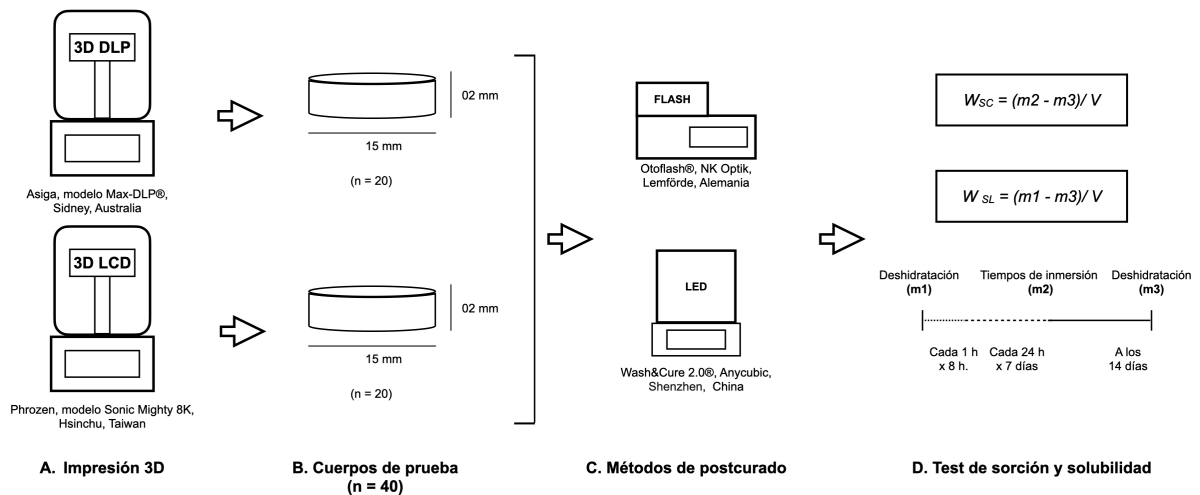 3D DLP
Asiga, modelo Max-DLP®,
Sidney, Australia
3D LCD
Phrozen, modelo Sonic Mighty 8K,
Hsinchu, Taiwan
A. Impresión 3D
02 mm
15 mm
(n = 20)
02 mm
15 mm
(n = 20)
B. Cuerpos de prueba
(n = 40)
FLASH
Otoflash®, NK Optik,
Lemförde, Alemania
LED
Wash&Cure 2.0®, Anycubic,
Shenzhen, China
C. Métodos de postcurado
WSC = (m2 - m3)/ V
W SL = (m1 - m3)/ V
Deshidratación
(m1)
Tiempos de inmersión
(m2)
Deshidratación
(m3)
Cada 1 h
x 8 h.
Cada 24 h
x 7 días
A los
14 días
D. Test de sorción y solubilidad